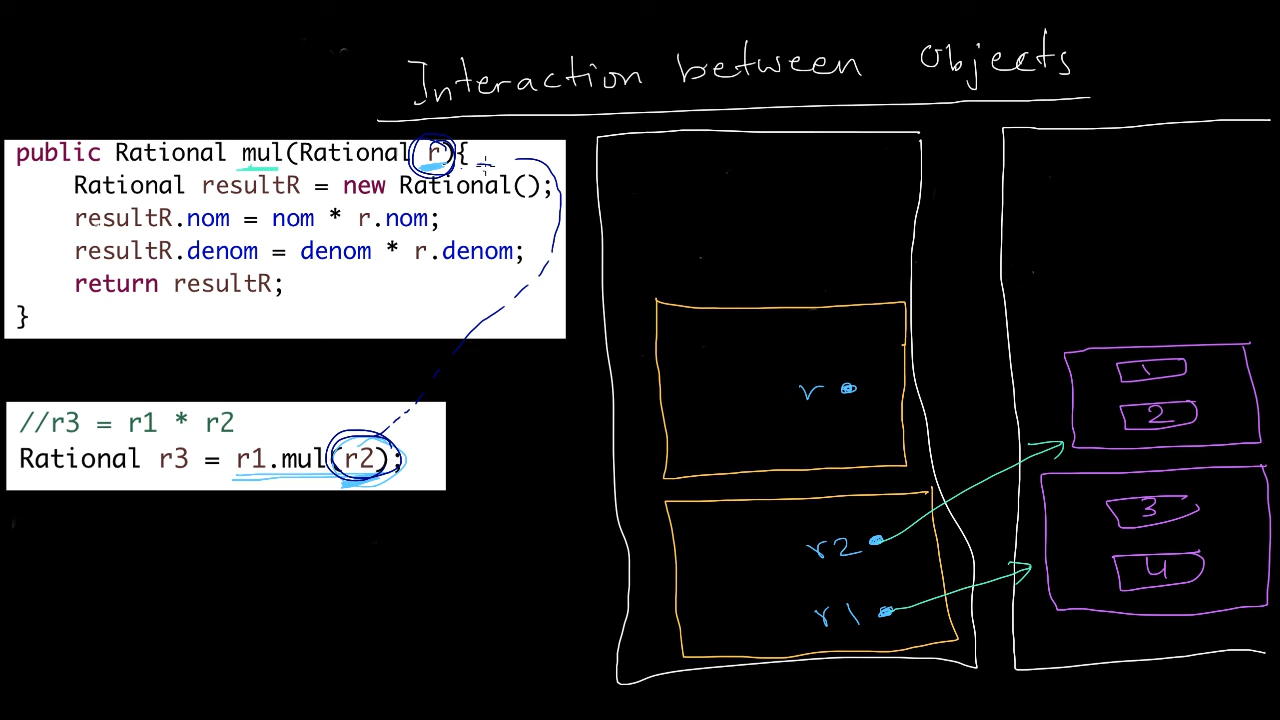 Interaction between Objects
public Rational mul(Rational r){
Rational resultR = new Rational();
resultR.nom = nom * r.nom;
resultR.denom = denom * r.denom;
return resultR;
}
//r3 = r1 * r2
Rational r3 = r1.mul(r2);
r
r2
r1
1
2
3
4